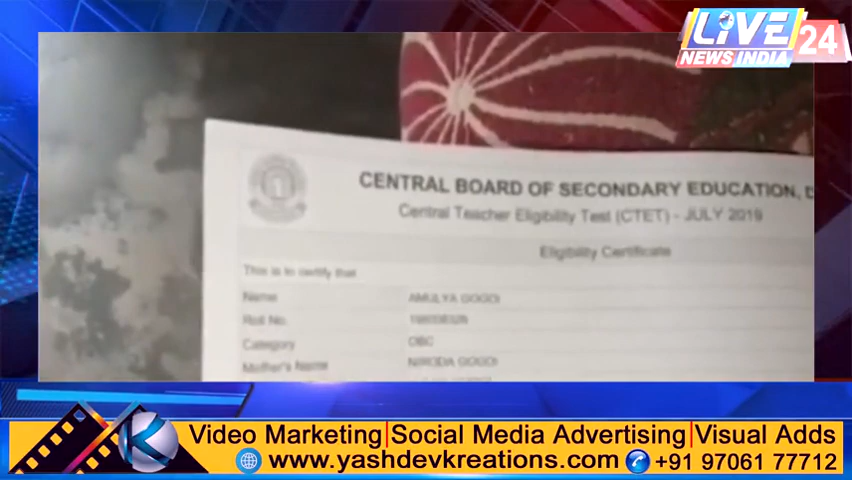 LIVE 24
NEWS INDIA
CENTRAL BOARD OF SECONDARY EDUCATION, D
Central Teacher Eligibility Test (CTET) - JULY 2019
Eligibility Certificate
This is to certify that
Name AMULYA GOGOI
Roll No.
Category OBC
Mother's Name NIRODA GOGOI
K
Video Marketing|Social Media Advertising|Visual Adds
www.yashdevkreations.com +91 97061 77712